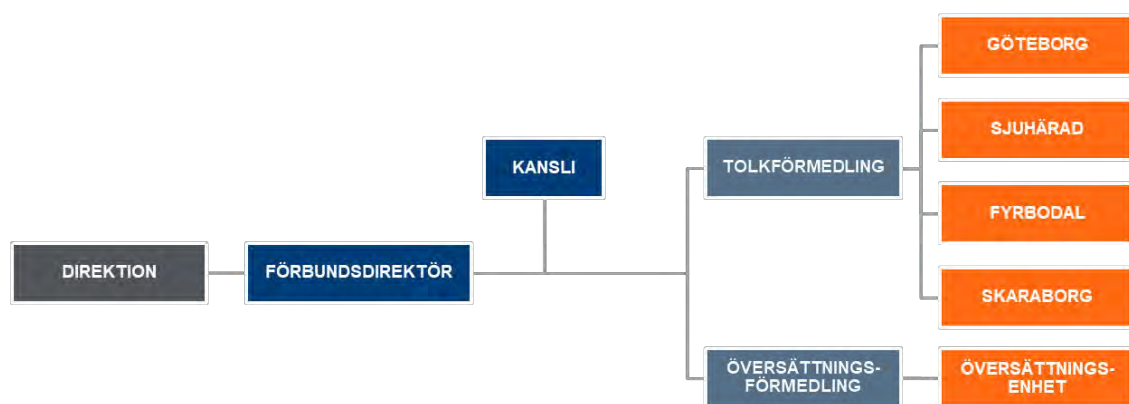 GÖTEBORG
SJUHÄRAD
KANSLI
TOLKFÖRMEDLING
FYRBODAL
DIREKTION
FÖRBUNDSDIREKTÖR
SKARABORG
ÖVERSÄTTNINGS-
FÖRMEDLING
ÖVERSÄTTNINGS-
ENHET